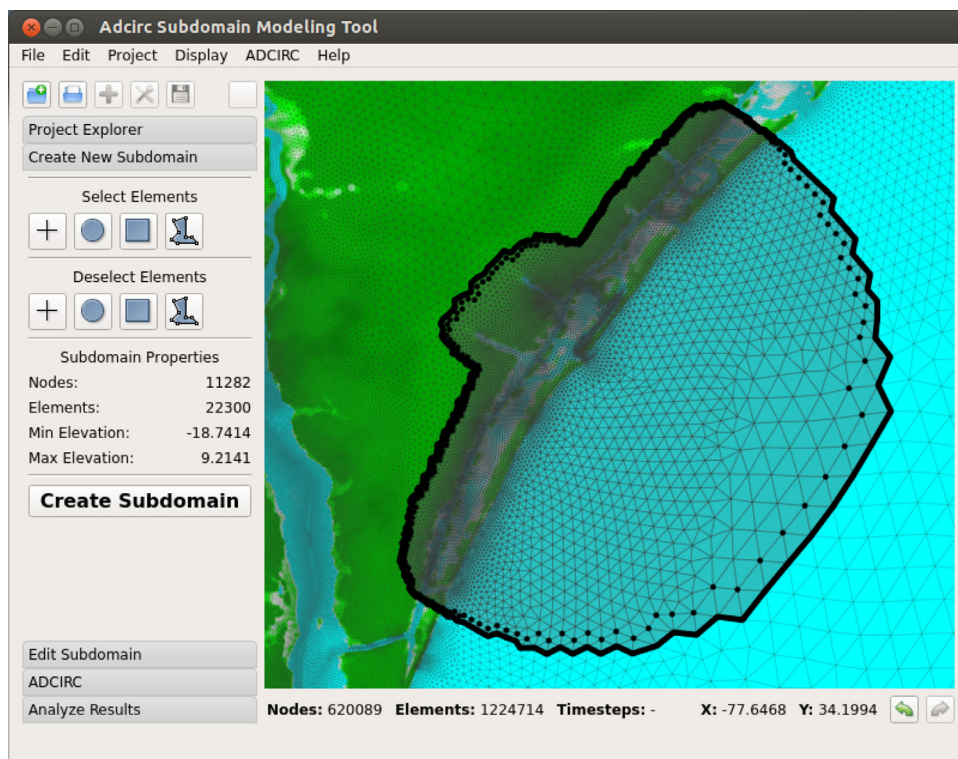 Adcirc Subdomain Modeling Tool
File Edit Project Display ADCIRC Help
Project Explorer
Create New Subdomain
Select Elements
Deselect Elements
Subdomain Properties
Nodes: 11282
Elements: 22300
Min Elevation: -18.7414
Max Elevation: 9.2141
Create Subdomain
Edit Subdomain
ADCIRC
Analyze Results
Nodes: 620089 Elements: 1224714 Timesteps: - X: -77.6468 Y: 34.1994